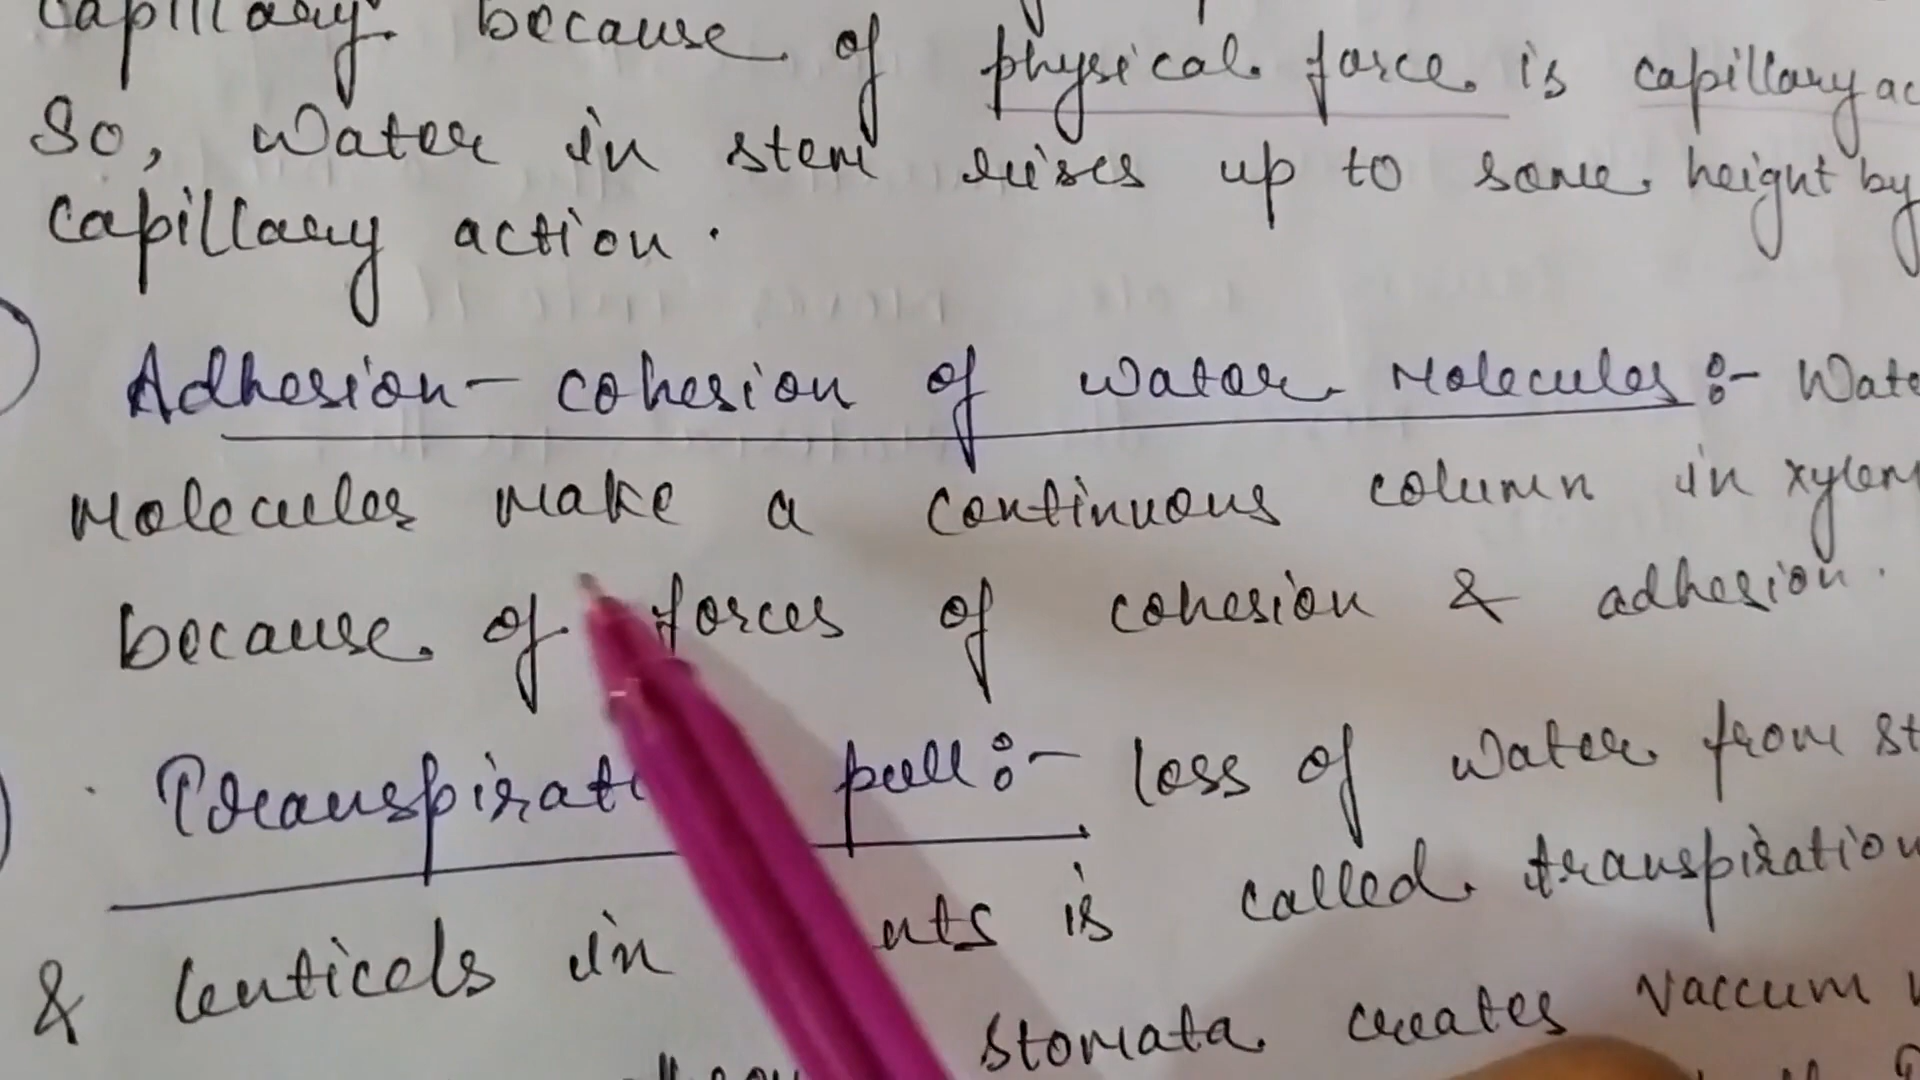 capillary because of physical force is capillary ac
So, Water in stem rises up to some height by
capillary action.
Adhesion - cohesion of water molecules :- Wate
molecules make a continuous column in xylem
because of forces of cohesion & adhesion.
Transpirati pull :- loss of water from st
& lenticels in nts is called transpiration
stomata creates vaccum